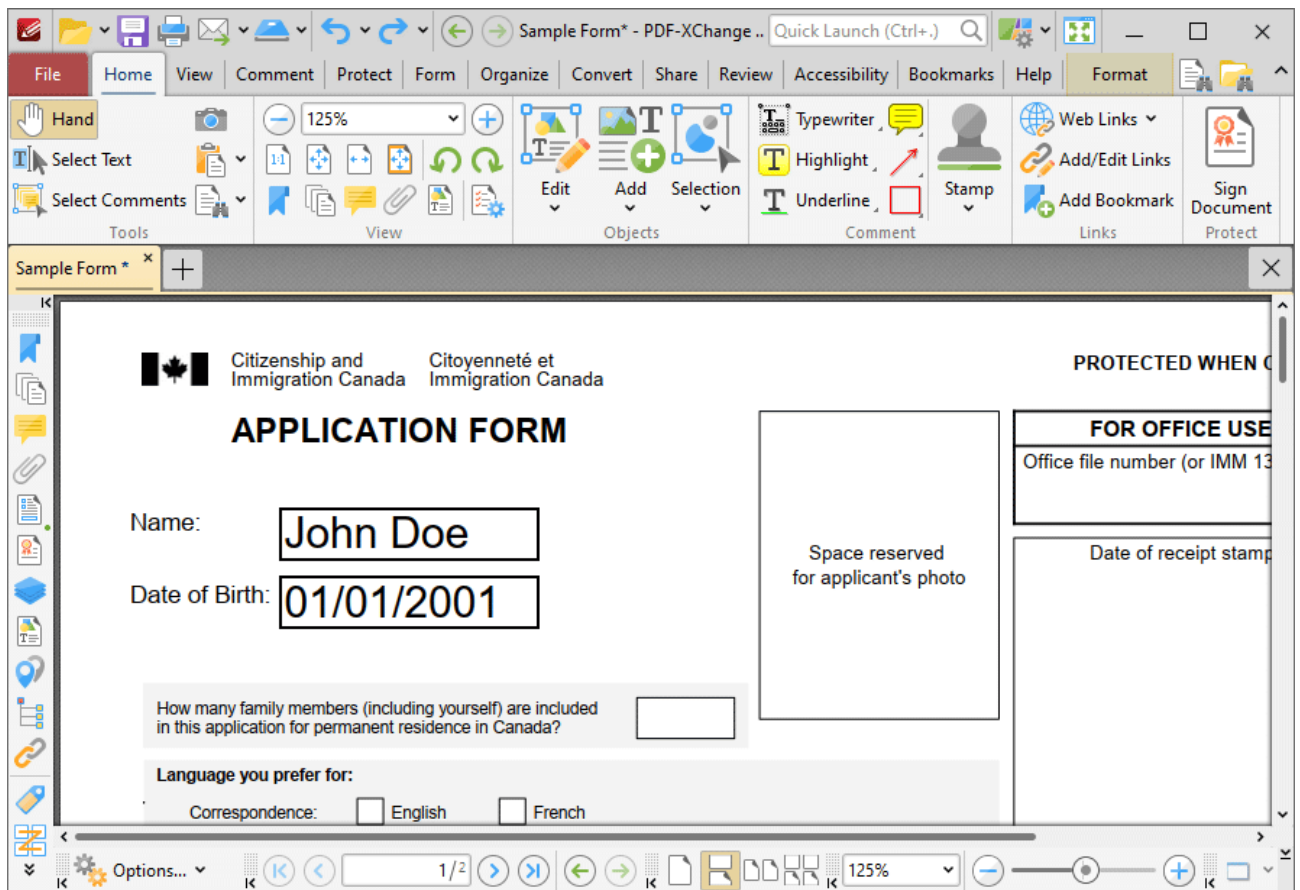 Sample Form* - PDF-XChange ..
Quick Launch (Ctrl+.)
File Home View Comment Protect Form Organize Convert Share Review Accessibility Bookmarks Help Format
Hand
Select Text
Select Comments
Tools
125%
1:1
View
Edit
Add
Selection
Objects
Typewriter
Highlight
Underline
Stamp
Comment
Web Links
Add/Edit Links
Add Bookmark
Links
Sign
Document
Protect
Sample Form *
Citizenship and
Immigration Canada
Citoyenneté et
Immigration Canada
PROTECTED WHEN
APPLICATION FORM
FOR OFFICE USE
Office file number (or IMM 13
Name:
John Doe
Space reserved
for applicant's photo
Date of receipt stamp
Date of Birth:
01/01/2001
How many family members (including yourself) are included
in this application for permanent residence in Canada?
Language you prefer for:
Correspondence: English French
Options...
1/2
125%